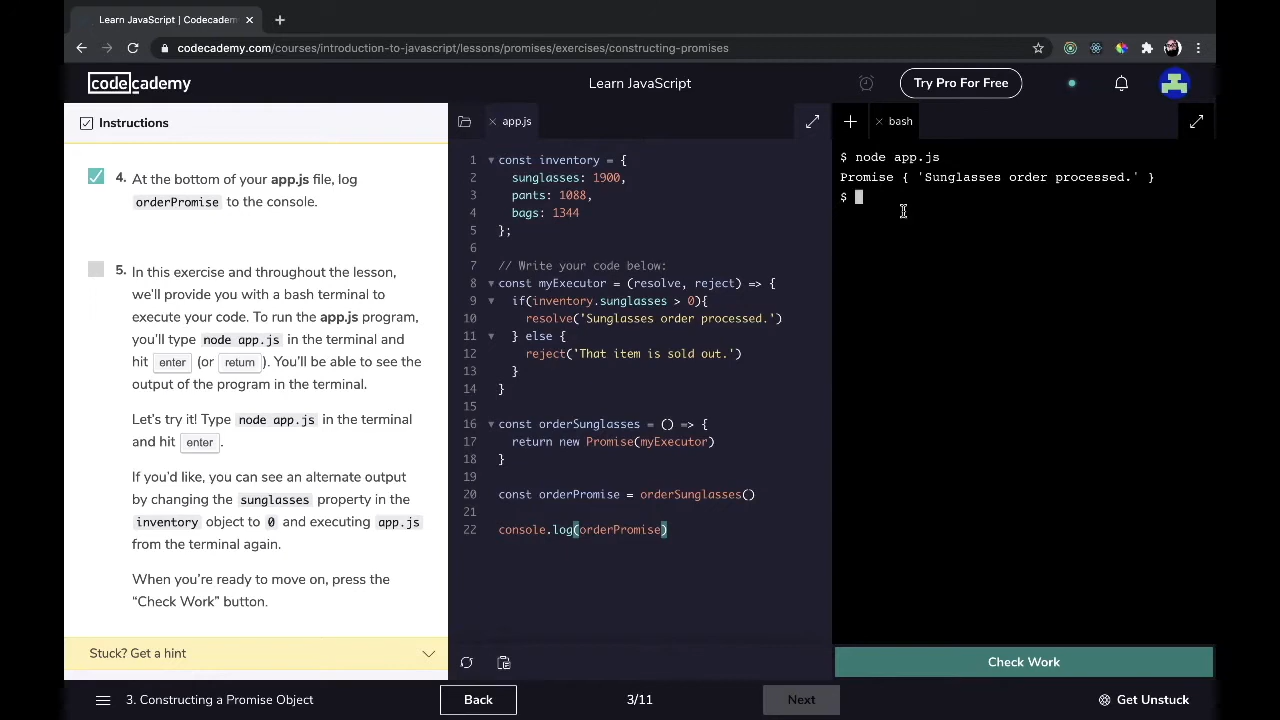 Learn JavaScript | Codecadem
codecademy.com/courses/introduction-to-javascript/lessons/promises/exercises/constructing-promises
codecademy
Learn JavaScript
Try Pro For Free
Instructions
4. At the bottom of your app.js file, log
orderPromise to the console.
5. In this exercise and throughout the lesson,
we'll provide you with a bash terminal to
execute your code. To run the app.js program,
you'll type node app.js in the terminal and
hit enter (or return). You'll be able to see the
output of the program in the terminal.
Let's try it! Type node app.js in the terminal
and hit enter.
If you'd like, you can see an alternate output
by changing the sunglasses property in the
inventory object to 0 and executing app.js
from the terminal again.
When you're ready to move on, press the
“Check Work” button.
Stuck? Get a hint
app.js
1 const inventory = {
2 sunglasses: 1900,
3 pants: 1088,
4 bags: 1344
5 };
6
7 // Write your code below:
8 const myExecutor = (resolve, reject) => {
9 if(inventory.sunglasses > 0){
10 resolve('Sunglasses order processed.')
11 } else {
12 reject('That item is sold out.')
13 }
14 }
15
16 const orderSunglasses = () => {
17 return new Promise(myExecutor)
18 }
19
20 const orderPromise = orderSunglasses()
21
22 console.log(orderPromise)
bash
$ node app.js
Promise { 'Sunglasses order processed.' }
$
Check Work
3. Constructing a Promise Object
Back
3/11
Next
Get Unstuck